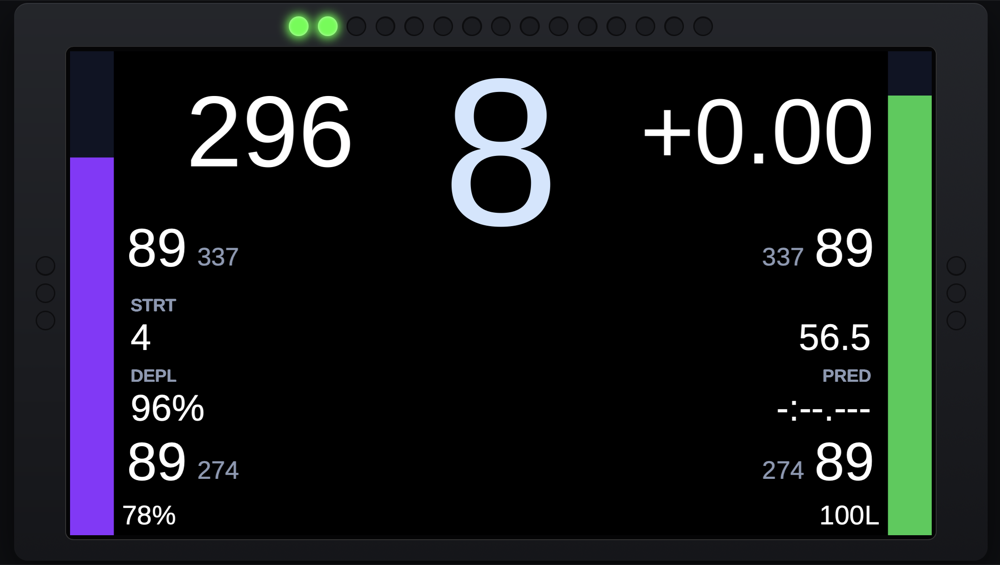 296 8 +0.00
89 337 337 89
STRT
4 56.5
DEPL PRED
96% -:--.---
89 274 274 89
78% 100L